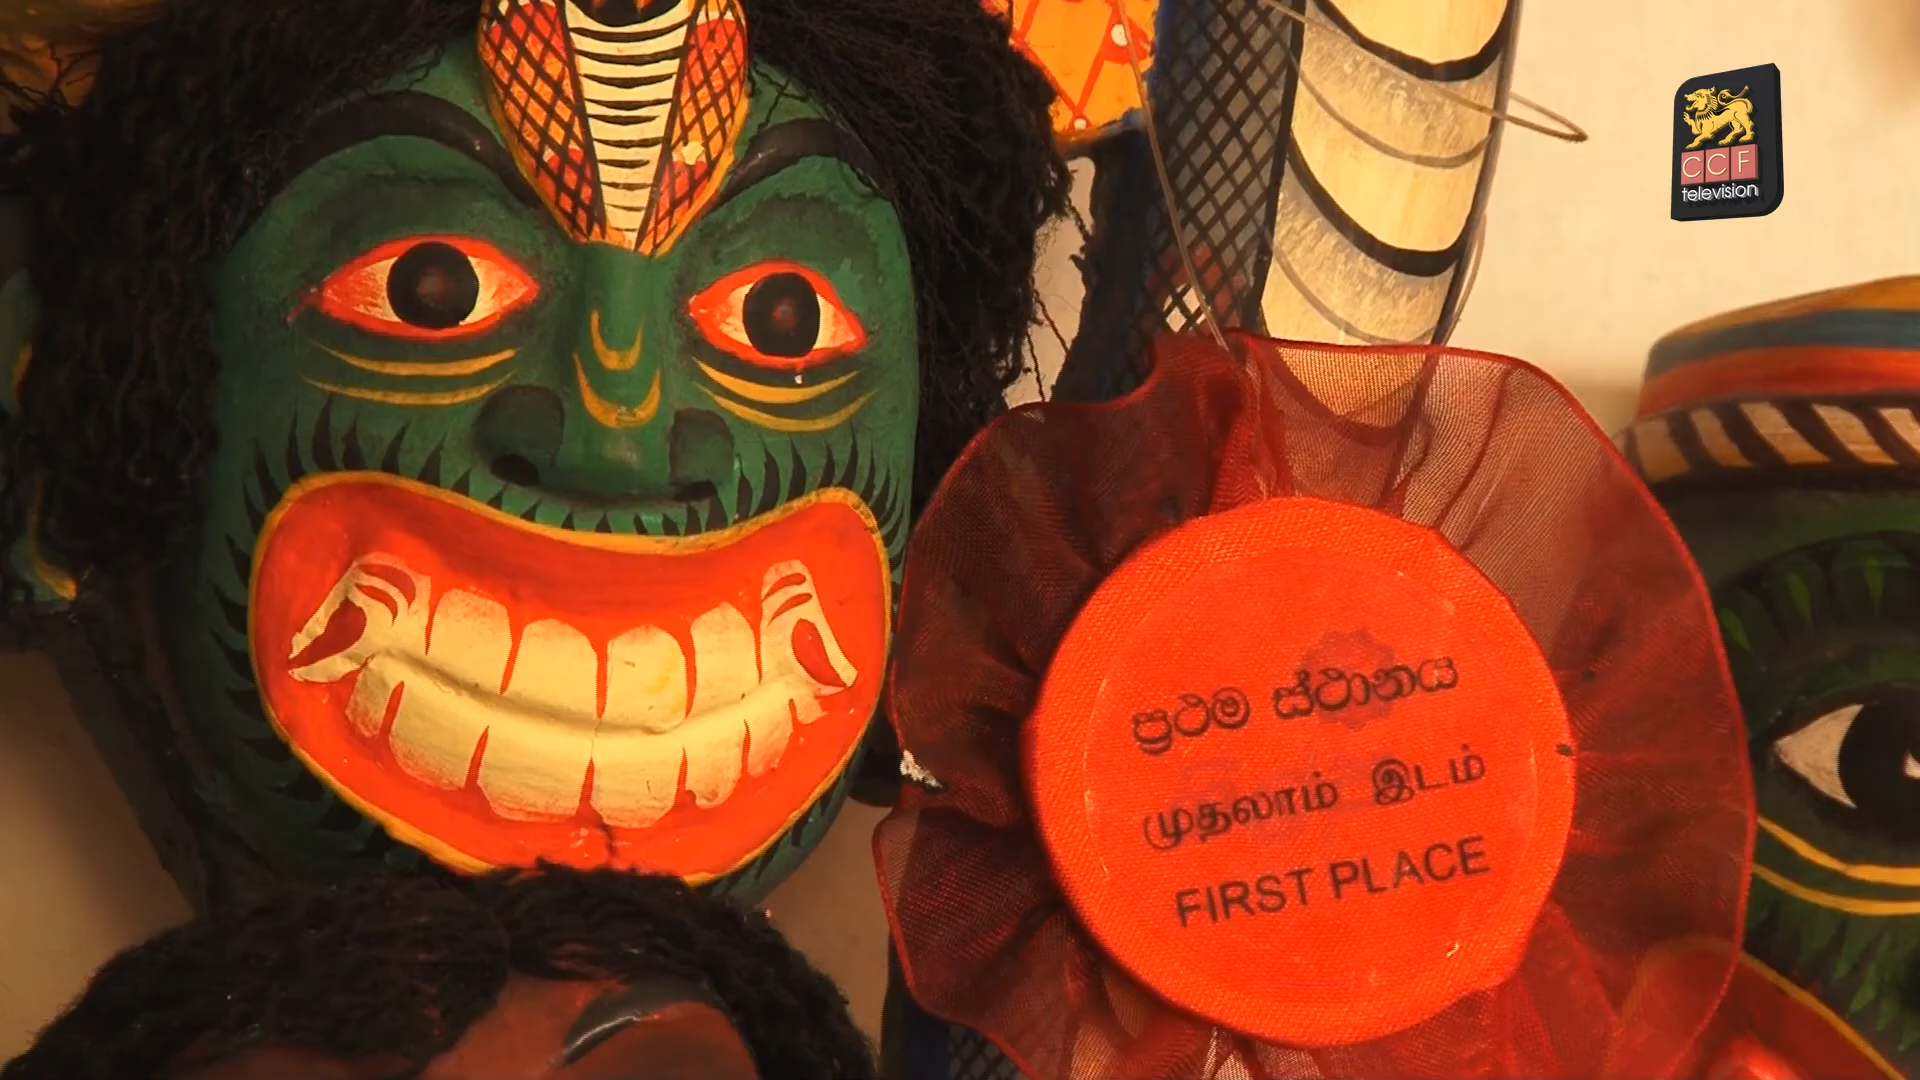 CCF
television
ප්‍රථම ස්ථානය
முதலாம் இடம்
FIRST PLACE